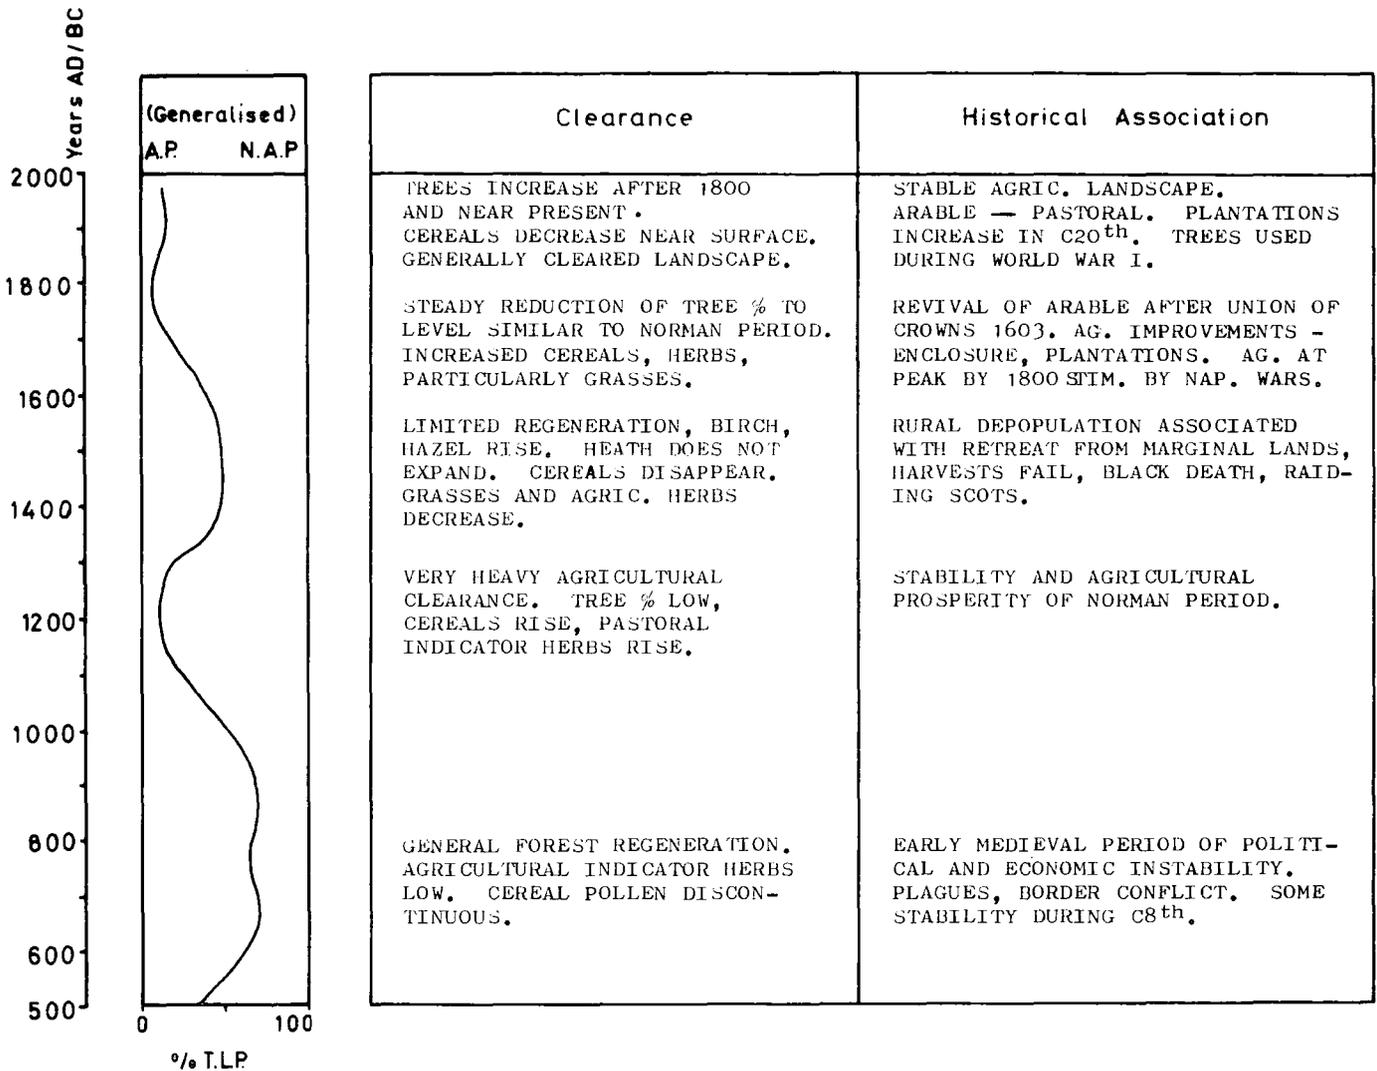 Years AD/BC
(Generalised)
A.P. N.A.P
2000
1800
1600
1400
1200
1000
800
600
500
0 100
% T.L.P.
Clearance
TREES INCREASE AFTER 1800
AND NEAR PRESENT.
CEREALS DECREASE NEAR SURFACE.
GENERALLY CLEARED LANDSCAPE.
STEADY REDUCTION OF TREE % TO
LEVEL SIMILAR TO NORMAN PERIOD.
INCREASED CEREALS, HERBS,
PARTICULARLY GRASSES.
LIMITED REGENERATION, BIRCH,
HAZEL RISE. HEATH DOES NOT
EXPAND. CEREALS DISAPPEAR.
GRASSES AND AGRIC. HERBS
DECREASE.
VERY HEAVY AGRICULTURAL
CLEARANCE. TREE % LOW,
CEREALS RISE, PASTORAL
INDICATOR HERBS RISE.
GENERAL FOREST REGENERATION.
AGRICULTURAL INDICATOR HERBS
LOW. CEREAL POLLEN DISCON-
TINUOUS.
Historical Association
STABLE AGRIC. LANDSCAPE.
ARABLE — PASTORAL. PLANTATIONS
INCREASE IN C20th. TREES USED
DURING WORLD WAR I.
REVIVAL OF ARABLE AFTER UNION OF
CROWNS 1603. AG. IMPROVEMENTS -
ENCLOSURE, PLANTATIONS. AG. AT
PEAK BY 1800 STIM. BY NAP. WARS.
RURAL DEPOPULATION ASSOCIATED
WITH RETREAT FROM MARGINAL LANDS,
HARVESTS FAIL, BLACK DEATH, RAID-
ING SCOTS.
STABILITY AND AGRICULTURAL
PROSPERITY OF NORMAN PERIOD.
EARLY MEDIEVAL PERIOD OF POLITI-
CAL AND ECONOMIC INSTABILITY.
PLAGUES, BORDER CONFLICT. SOME
STABILITY DURING C8th.